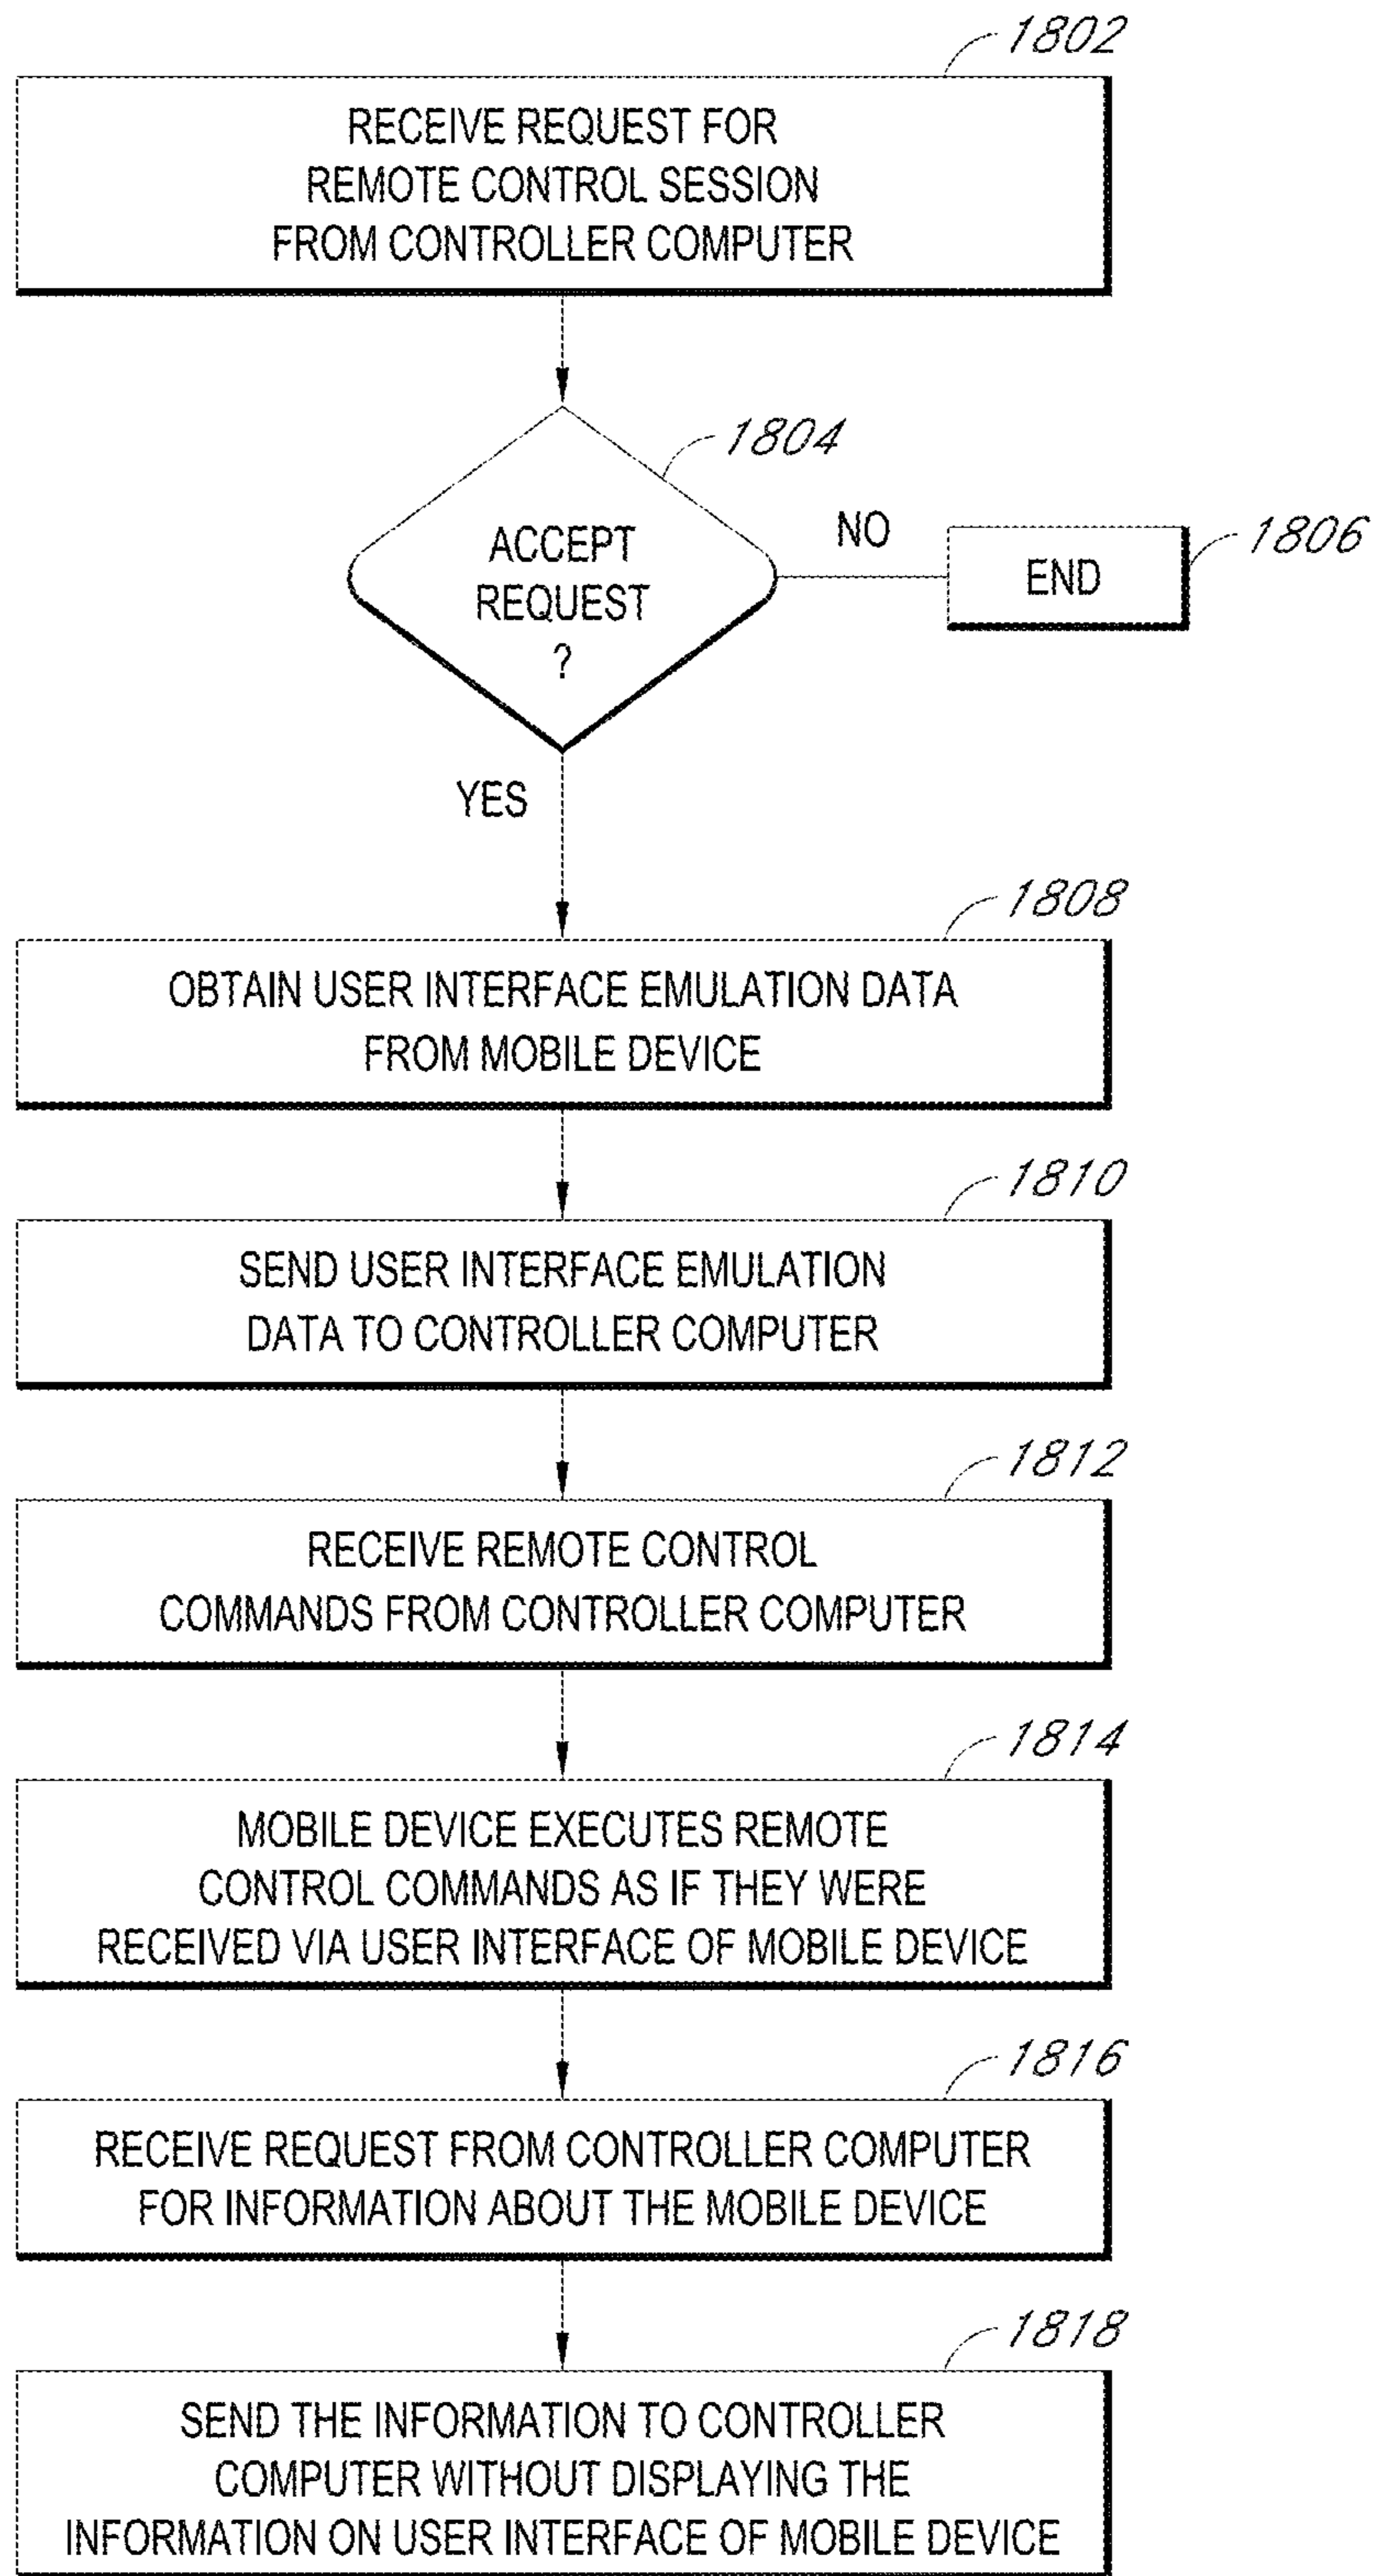 1802
RECEIVE REQUEST FOR
REMOTE CONTROL SESSION
FROM CONTROLLER COMPUTER
1804
ACCEPT
REQUEST
?
NO
END
1806
YES
1808
OBTAIN USER INTERFACE EMULATION DATA
FROM MOBILE DEVICE
1810
SEND USER INTERFACE EMULATION
DATA TO CONTROLLER COMPUTER
1812
RECEIVE REMOTE CONTROL
COMMANDS FROM CONTROLLER COMPUTER
1814
MOBILE DEVICE EXECUTES REMOTE
CONTROL COMMANDS AS IF THEY WERE
RECEIVED VIA USER INTERFACE OF MOBILE DEVICE
1816
RECEIVE REQUEST FROM CONTROLLER COMPUTER
FOR INFORMATION ABOUT THE MOBILE DEVICE
1818
SEND THE INFORMATION TO CONTROLLER
COMPUTER WITHOUT DISPLAYING THE
INFORMATION ON USER INTERFACE OF MOBILE DEVICE